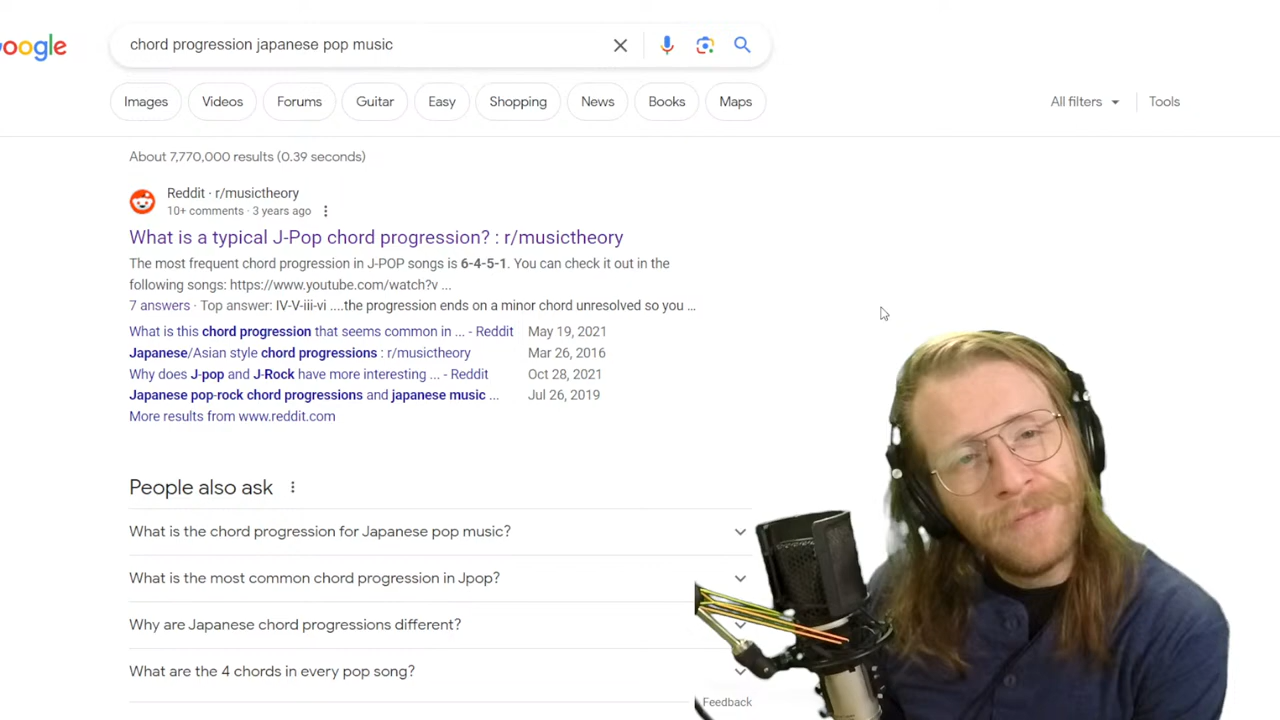 oogle
chord progression japanese pop music
Images Videos Forums Guitar Easy Shopping News Books Maps All filters Tools
About 7,770,000 results (0.39 seconds)
Reddit · r/musictheory
10+ comments · 3 years ago
What is a typical J-Pop chord progression? : r/musictheory
The most frequent chord progression in J-POP songs is 6-4-5-1. You can check it out in the
following songs: https://www.youtube.com/watch?v ...
7 answers · Top answer: IV-V-iii-vi ....the progression ends on a minor chord unresolved so you ...
What is this chord progression that seems common in ... - Reddit May 19, 2021
Japanese/Asian style chord progressions : r/musictheory Mar 26, 2016
Why does J-pop and J-Rock have more interesting ... - Reddit Oct 28, 2021
Japanese pop-rock chord progressions and japanese music ... Jul 26, 2019
More results from www.reddit.com
People also ask
What is the chord progression for Japanese pop music?
What is the most common chord progression in Jpop?
Why are Japanese chord progressions different?
What are the 4 chords in every pop song?
Feedback